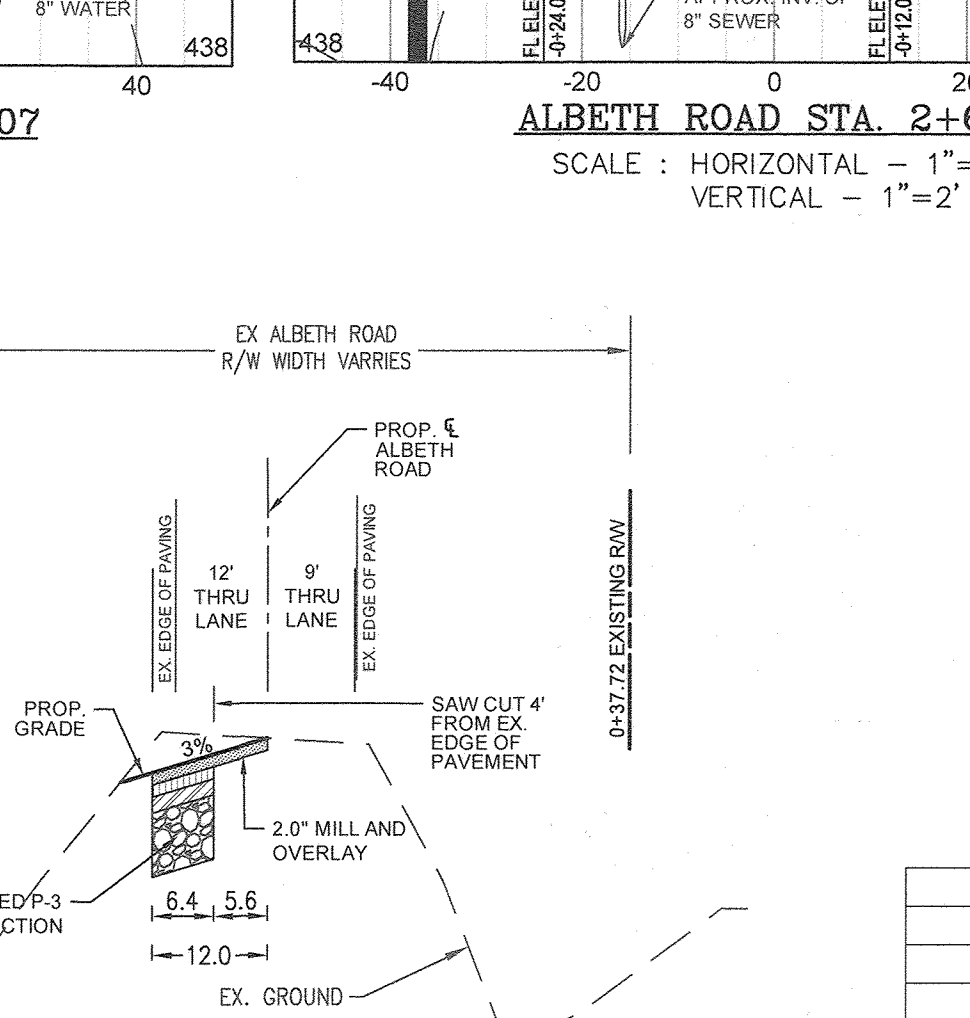 8" WATER
438
40
07
438
FL ELE
-0+24.0
8" SEWER
FL ELE
-0+12.0
-40
-20
0
ALBETH ROAD STA. 2+6
SCALE : HORIZONTAL – 1"=
VERTICAL – 1"=2'
EX ALBETH ROAD
R/W WIDTH VARRIES
PROP. ℄
ALBETH
ROAD
EX. EDGE OF PAVING
12'
THRU
LANE
9'
THRU
LANE
EX. EDGE OF PAVING
0+37.72 EXISTING R/W
PROP.
GRADE
3%
SAW CUT 4'
FROM EX.
EDGE OF
PAVEMENT
2.0" MILL AND
OVERLAY
ED P-3
CTION
6.4 5.6
12.0
EX. GROUND